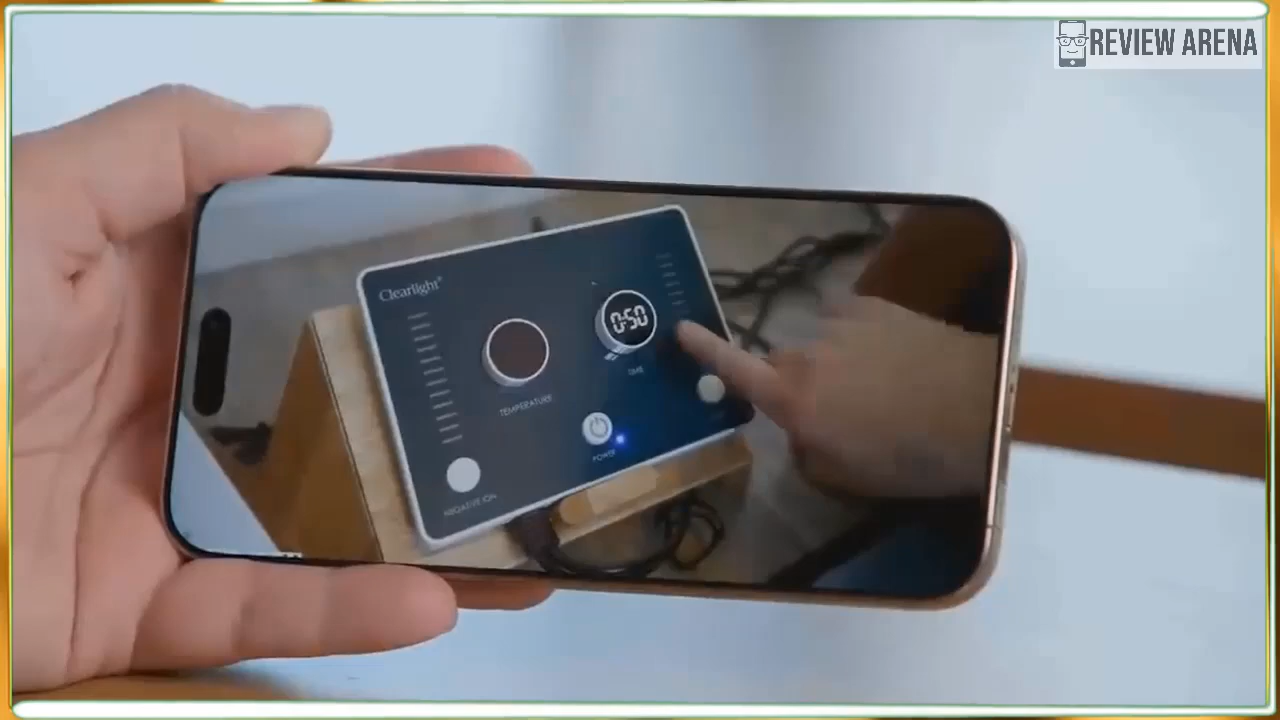 REVIEW ARENA
Clearlight®
0:50
TIME
TEMPERATURE
POWER
NEGATIVE ION